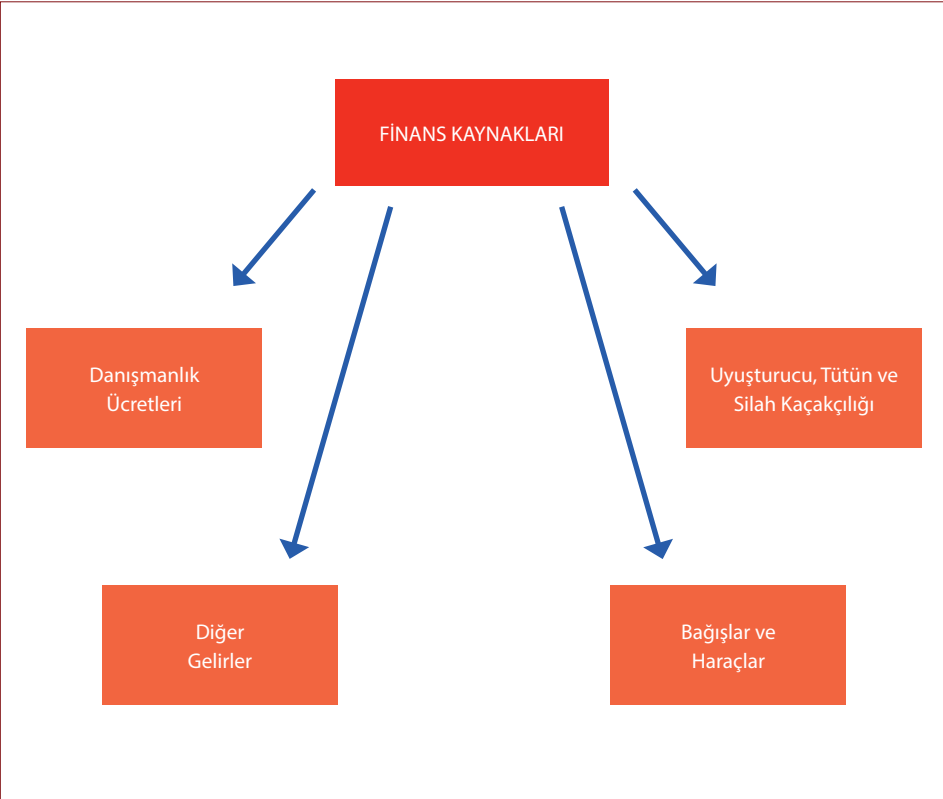 FİNANS KAYNAKLARI
Danışmanlık
Ücretleri
Uyuşturucu, Tütün ve
Silah Kaçakçılığı
Diğer
Gelirler
Bağışlar ve
Haraçlar